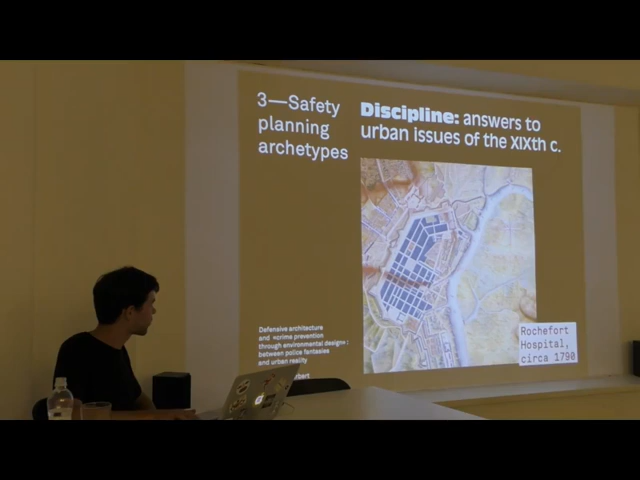 3—Safety
planning
archetypes
Discipline: answers to
urban issues of the XIXth c.
Defensive architecture
and «crime prevention
through environmental design» :
between police fantasies
and urban reality
Rochefort
Hospital,
circa 1790